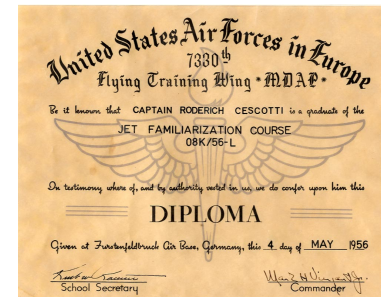 United States Air Forces in Europe
7330th
Flying Training Wing * MDAP *
Be it known that CAPTAIN RODERICH CESCOTTI is a graduate of the
JET FAMILIARIZATION COURSE
08K/56-L
In testimony where of, and by authority vested in us, we do confer upon him this
DIPLOMA
Given at Furstenfeldbruck Air Base, Germany, this 4 day of MAY 1956
School Secretary
Commander